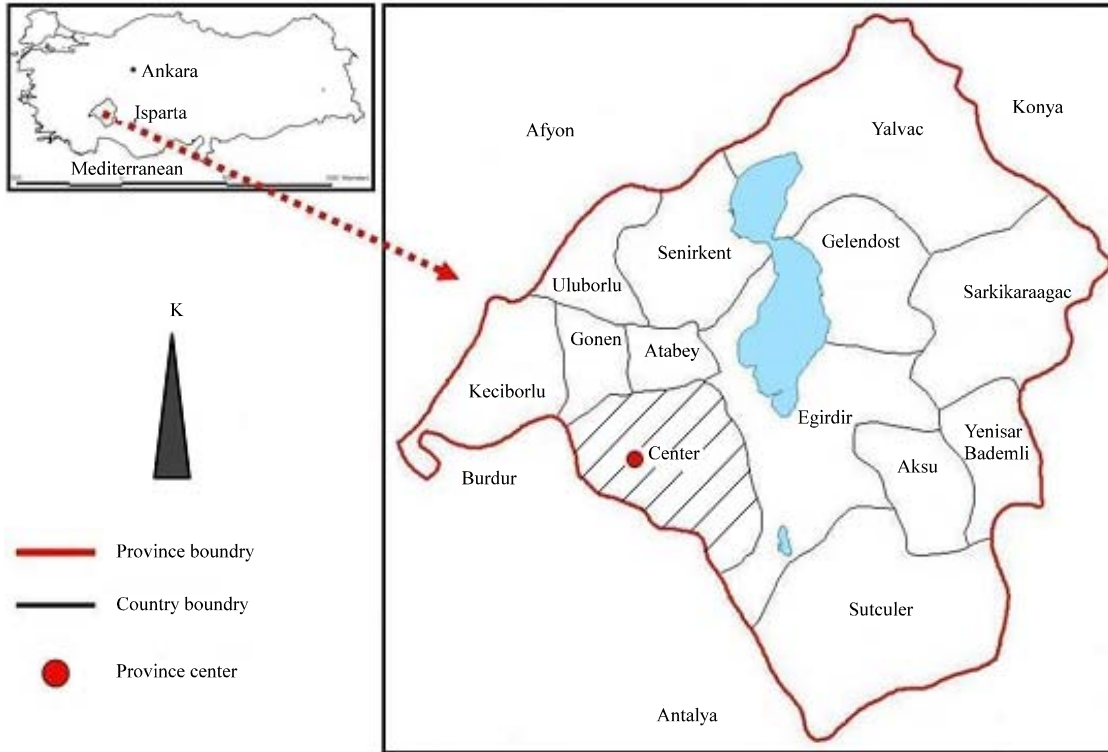 Ankara
Isparta
Mediterranean
K
Province boundry
Country boundry
Province center
Afyon
Konya
Yalvac
Senirkent
Gelendost
Uluborlu
Sarkikaraagac
Gonen
Atabey
Keciborlu
Egirdir
Center
Yenisar
Bademli
Aksu
Burdur
Sutculer
Antalya